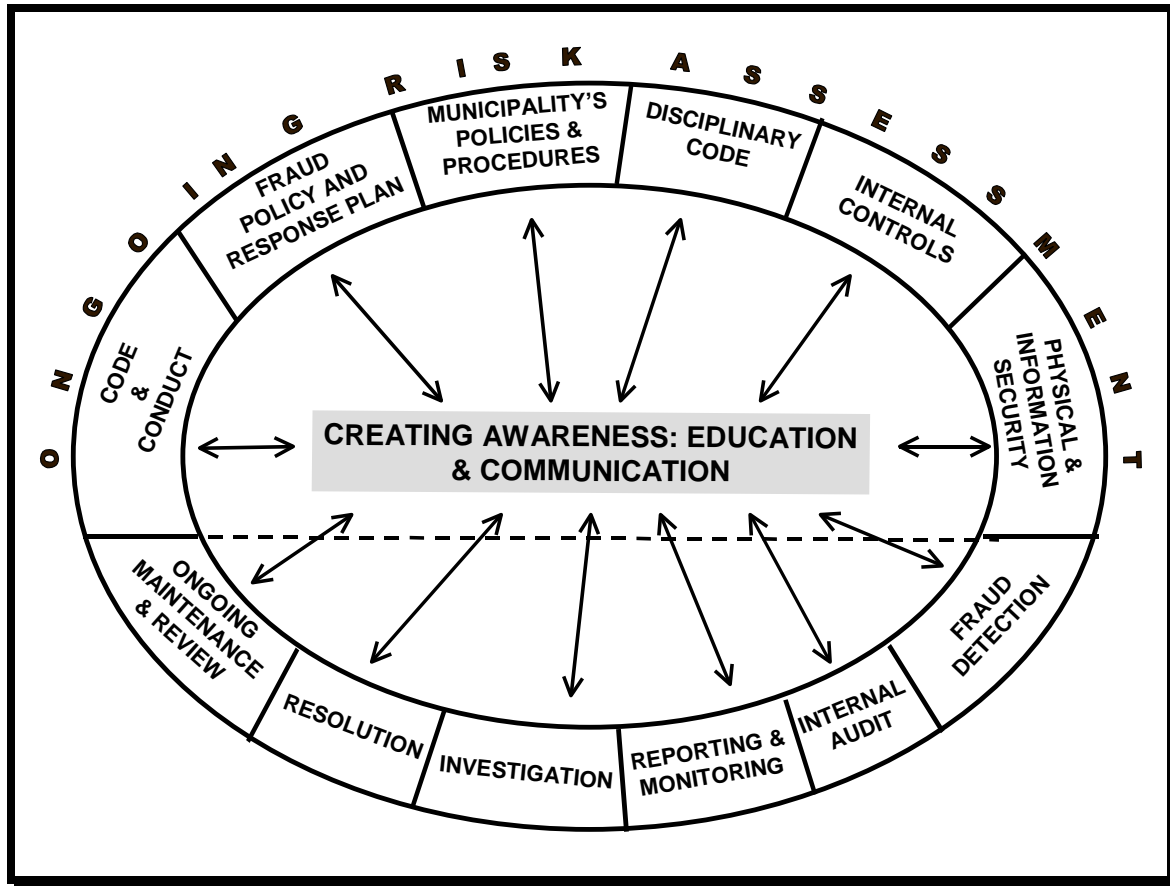 ONGOING RISK ASSESSMENT
MUNICIPALITY'S
POLICIES &
PROCEDURES
DISCIPLINARY
CODE
FRAUD
POLICY AND
RESPONSE PLAN
INTERNAL
CONTROLS
CODE
&
CONDUCT
PHYSICAL &
INFORMATION
SECURITY
CREATING AWARENESS: EDUCATION
& COMMUNICATION
ONGOING
MAINTENANCE
& REVIEW
FRAUD
DETECTION
RESOLUTION
INVESTIGATION
REPORTING &
MONITORING
INTERNAL
AUDIT